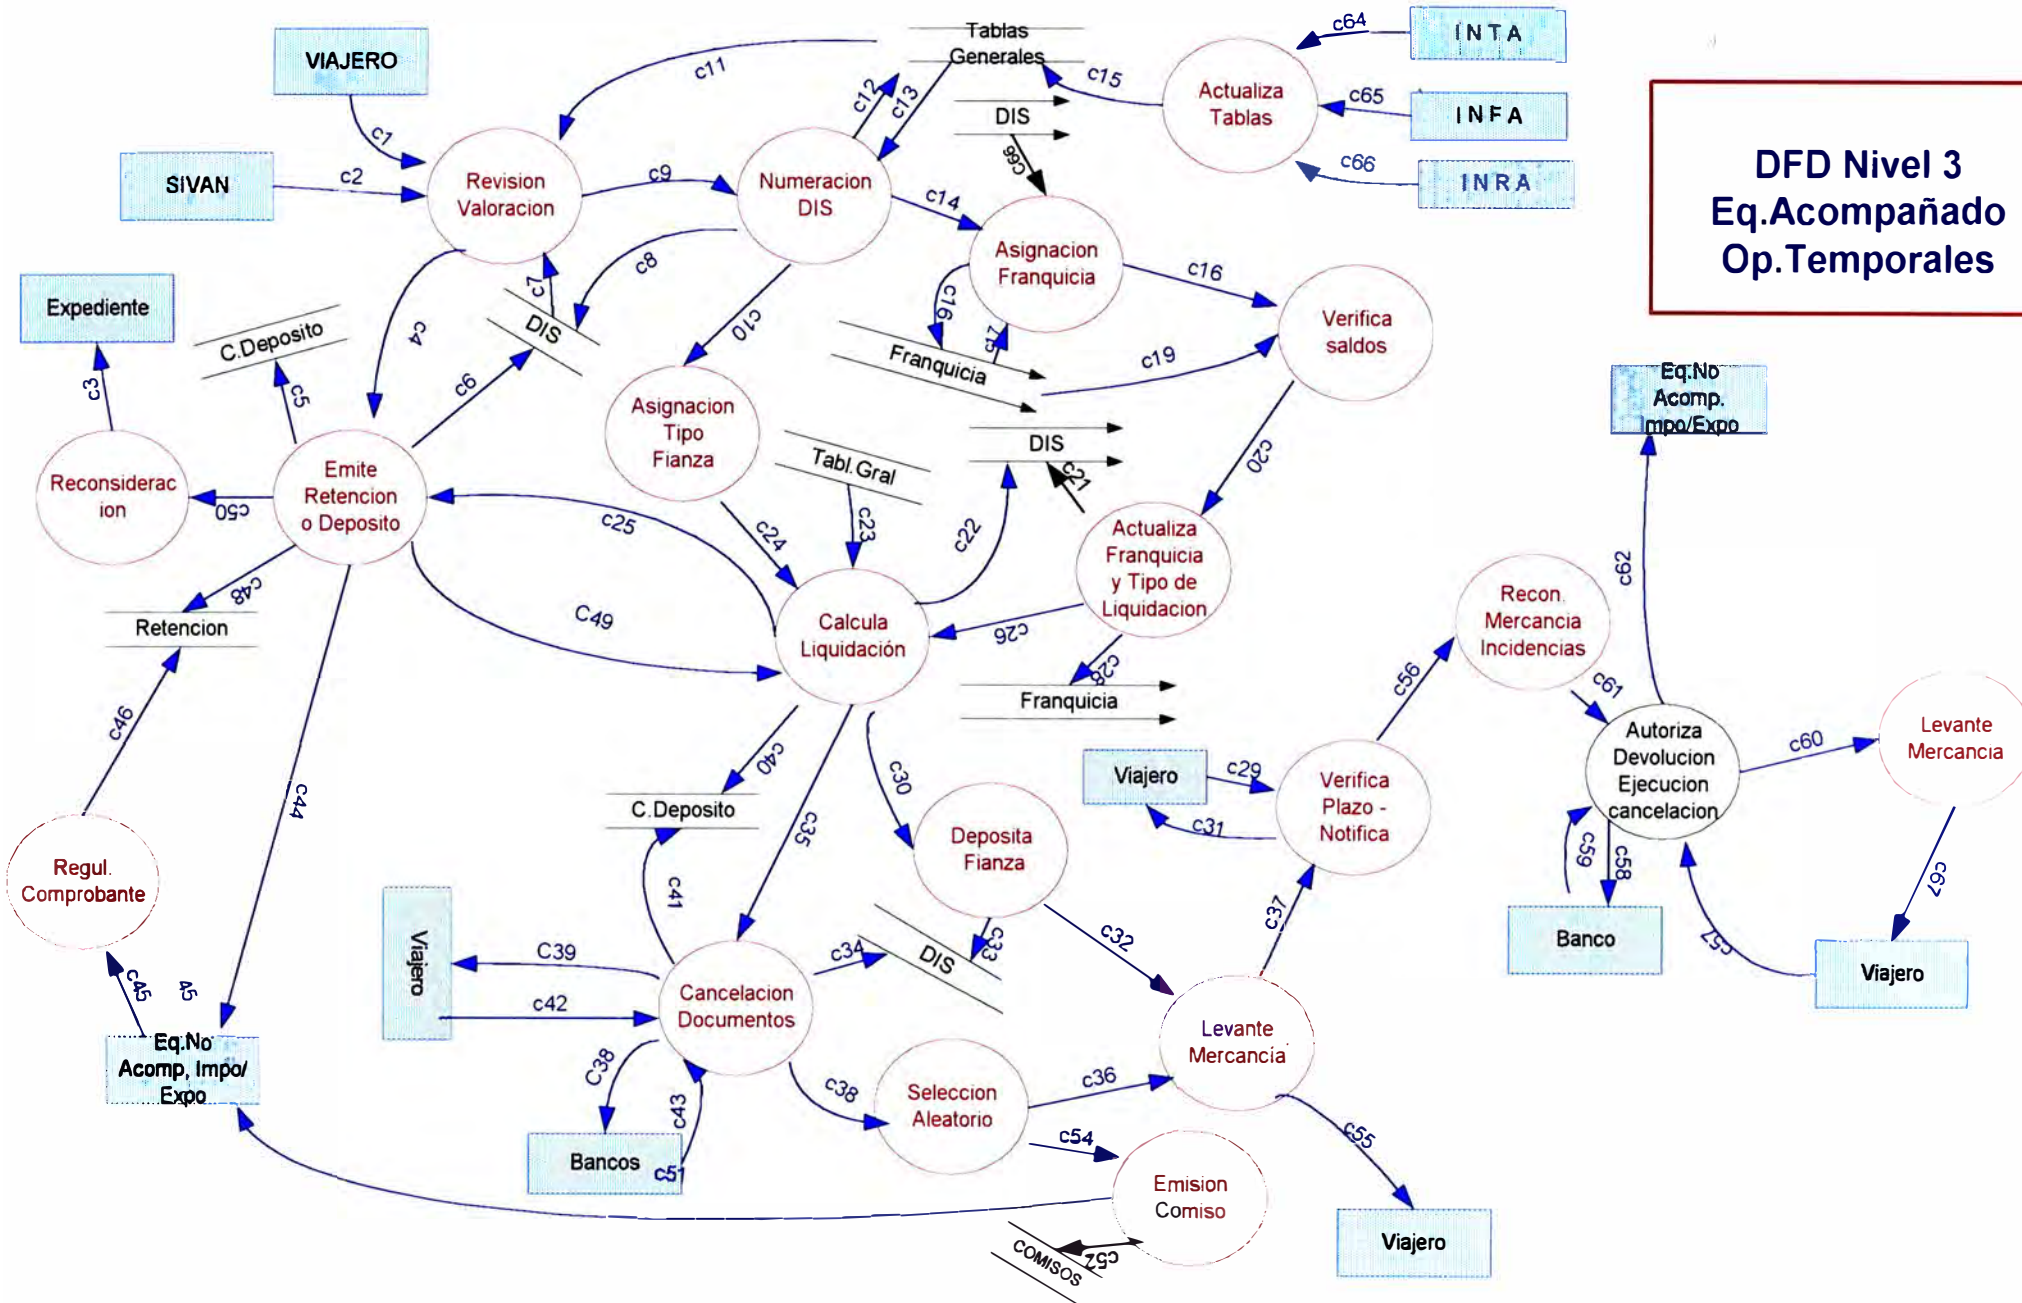 DFD Nivel 3
Eq.Acompañado
Op.Temporales
VIAJERO
SIVAN
c1
c2
c11
Revision
Valoracion
c9
Numeracion
DIS
c12
c13
Tablas
Generales
DIS
c66
c15
Actualiza
Tablas
c64
INTA
c65
INFA
c66
INRA
c14
Asignacion
Franquicia
c16
c16
c15
Franquicia
c19
Verifica
saldos
c4
c7
c8
DIS
c10
Expediente
c3
C.Deposito
c5
c6
Reconsiderac
ion
c50
Emite
Retencion
o Deposito
Asignacion
Tipo
Fianza
Tabl.Gral
c23
c24
c25
DIS
c21
c22
c20
Actualiza
Franquicia
y Tipo de
Liquidacion
c26
c28
Franquicia
c48
Retencion
C49
Calcula
Liquidación
c46
c44
Regul.
Comprobante
c45
45
Eq.No
Acomp, Impo/
Expo
c40
C.Deposito
c41
c35
c30
Deposita
Fianza
c33
c34
DIS
c32
Viajero
C39
c42
Cancelacion
Documentos
C38
c43
Bancos
c51
c38
Seleccion
Aleatorio
c36
c54
Emision
Comiso
c52
COMISOS
Levante
Mercancía
c55
Viajero
c37
Viajero
c29
c31
Verifica
Plazo -
Notifica
c56
Recon.
Mercancia
Incidencias
c61
Eq.No
Acomp.
Impo/Expo
c62
Autoriza
Devolucion
Ejecucion
cancelacion
c60
Levante
Mercancia
c59
c58
Banco
c57
c67
Viajero